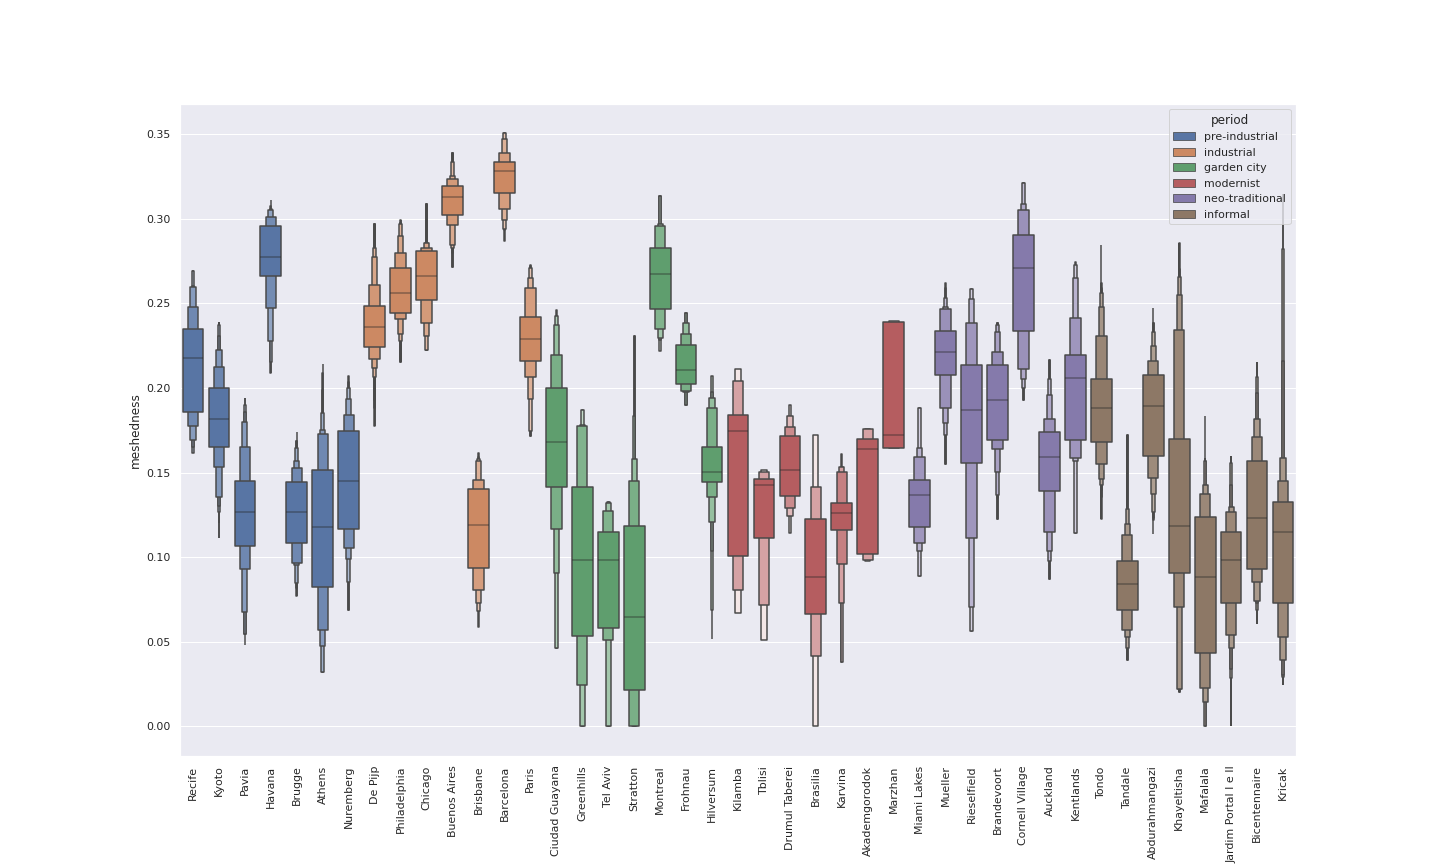 period
pre-industrial
industrial
garden city
modernist
neo-traditional
informal
meshedness
0.35
0.30
0.25
0.20
0.15
0.10
0.05
0.00
Recife
Kyoto
Pavia
Havana
Brugge
Athens
Nuremberg
De Pijp
Philadelphia
Chicago
Buenos Aires
Brisbane
Barcelona
Paris
Ciudad Guayana
Greenhills
Tel Aviv
Stratton
Montreal
Frohnau
Hilversum
Kilamba
Tblisi
Drumul Taberei
Brasilia
Karvina
Akademgorodok
Marzhan
Miami Lakes
Mueller
Rieselfield
Brandevoort
Cornell Village
Auckland
Kentlands
Tondo
Tandale
Abdurahmangazi
Khayeltisha
Mafalala
Jardim Portal I e II
Bicentennaire
Kricak